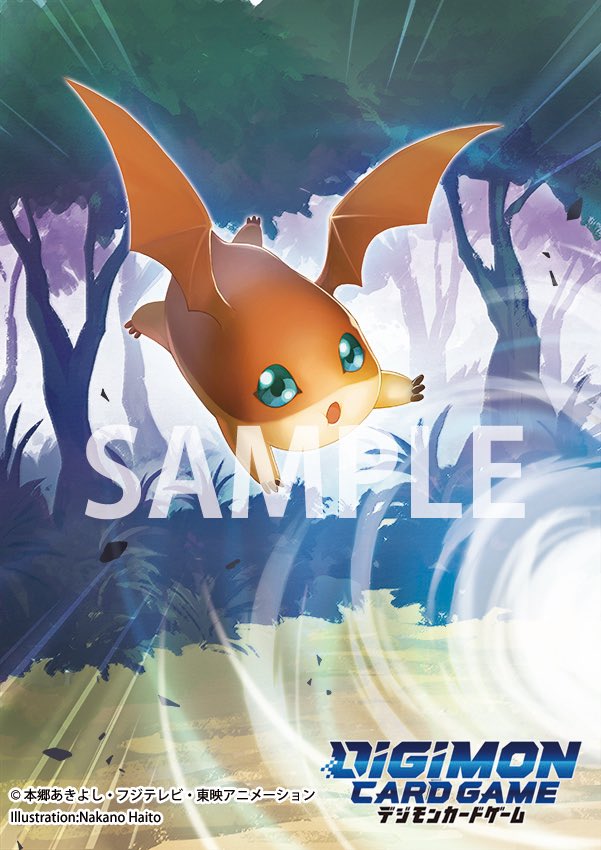 SAMPLE
DIGIMON
CARD GAME
デジモンカードゲーム
© 本郷あきよし・フジテレビ・東映アニメーション
Illustration:Nakano Haito